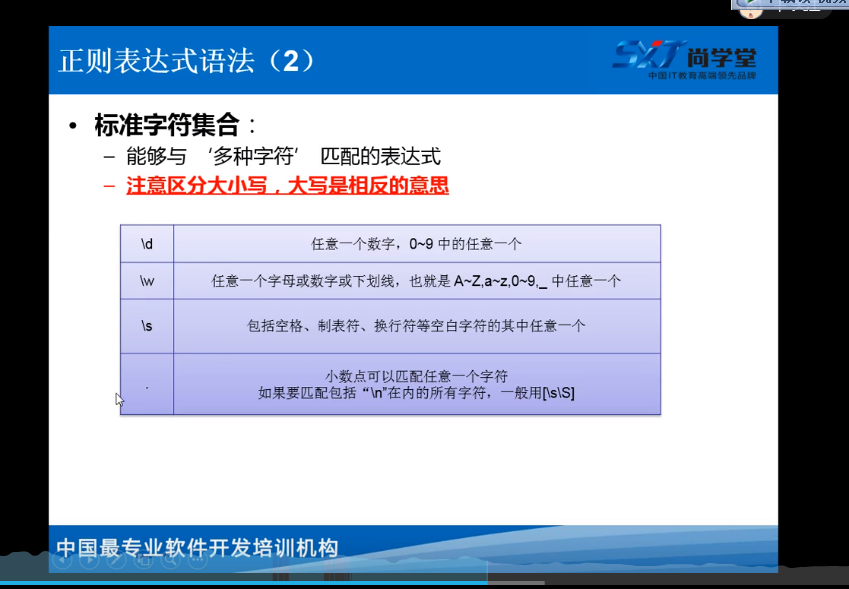 正则表达式语法（2）
SXT 尚学堂
中国IT教育高端领先品牌
• 标准字符集合：
– 能够与 ‘多种字符’ 匹配的表达式
– 注意区分大小写，大写是相反的意思
\d 任意一个数字，0~9 中的任意一个
\w 任意一个字母或数字或下划线，也就是 A~Z,a~z,0~9,_ 中任意一个
\s 包括空格、制表符、换行符等空白字符的其中任意一个
. 小数点可以匹配任意一个字符
如果要匹配包括“\n”在内的所有字符，一般用[\s\S]
中国最专业软件开发培训机构